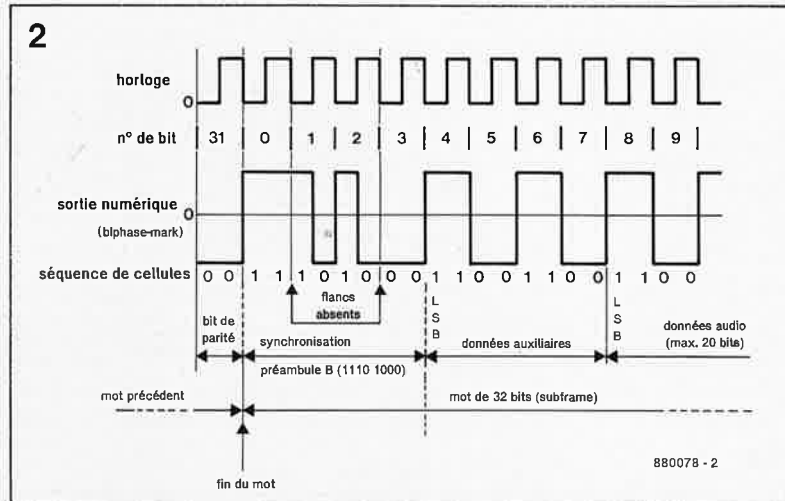 2
horloge
0
n° de bit | 31 | 0 | 1 | 2 | 3 | 4 | 5 | 6 | 7 | 8 | 9 |
sortie numérique
0
(biphase-mark)
séquence de cellules 0 0 1 1 1 0 1 0 0 0 1 1 0 0 1 1 0 0 1 1 0 0
flancs
absents
bit de
parité
synchronisation
préambule B (1110 1000)
LSB
données auxiliaires
LSB
données audio
(max. 20 bits)
mot précédent
mot de 32 bits (subframe)
fin du mot
880078 - 2